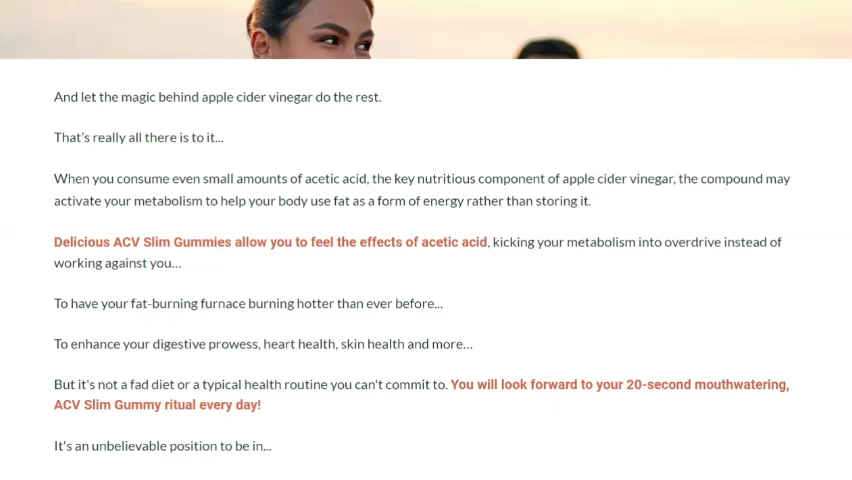 And let the magic behind apple cider vinegar do the rest.
That's really all there is to it...
When you consume even small amounts of acetic acid, the key nutritious component of apple cider vinegar, the compound may
activate your metabolism to help your body use fat as a form of energy rather than storing it.
Delicious ACV Slim Gummies allow you to feel the effects of acetic acid, kicking your metabolism into overdrive instead of
working against you...
To have your fat-burning furnace burning hotter than ever before...
To enhance your digestive prowess, heart health, skin health and more...
But it's not a fad diet or a typical health routine you can't commit to. You will look forward to your 20-second mouthwatering,
ACV Slim Gummy ritual every day!
It's an unbelievable position to be in...